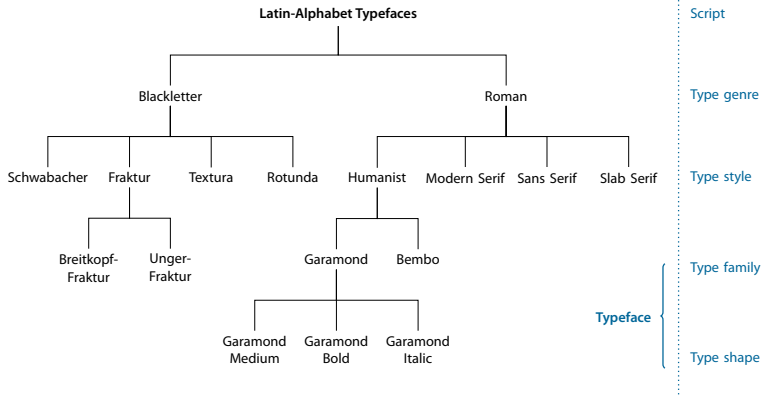 Latin-Alphabet Typefaces
Script
Blackletter
Roman
Type genre
Schwabacher
Fraktur
Textura
Rotunda
Humanist
Modern Serif
Sans Serif
Slab Serif
Type style
Breitkopf-
Fraktur
Unger-
Fraktur
Garamond
Bembo
Type family
Typeface
Garamond
Medium
Garamond
Bold
Garamond
Italic
Type shape